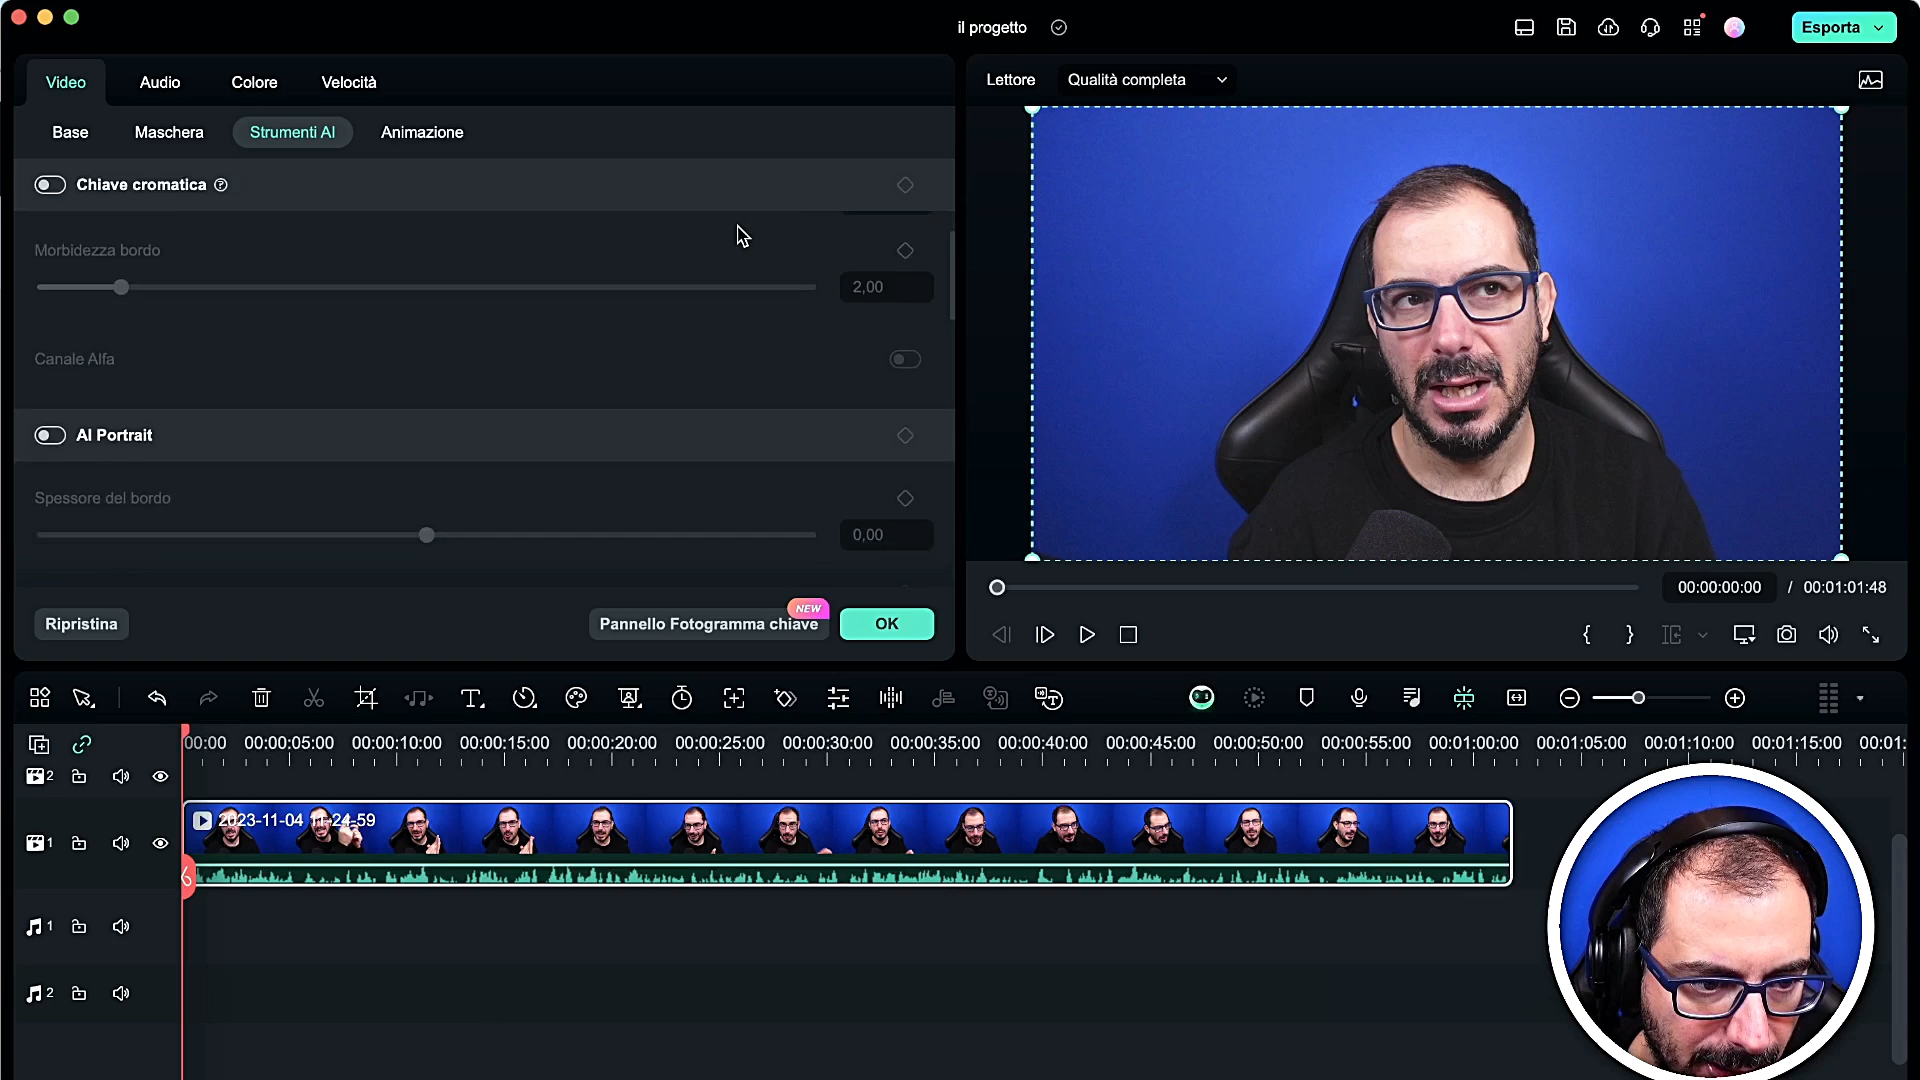 il progetto
Esporta
Video Audio Colore Velocità
Lettore Qualità completa
Base Maschera Strumenti AI Animazione
Chiave cromatica
Morbidezza bordo
2,00
Canale Alfa
AI Portrait
Spessore del bordo
0,00
00:00:00:00 / 00:01:01:48
NEW
Ripristina Pannello Fotogramma chiave OK
00:00 00:00:05:00 00:00:10:00 00:00:15:00 00:00:20:00 00:00:25:00 00:00:30:00 00:00:35:00 00:00:40:00 00:00:45:00 00:00:50:00 00:00:55:00 00:01:00:00 00:01:05:00 00:01:10:00 00:01:15:00 00:01:
2
2023-11-04 11-24-59
1
1
2